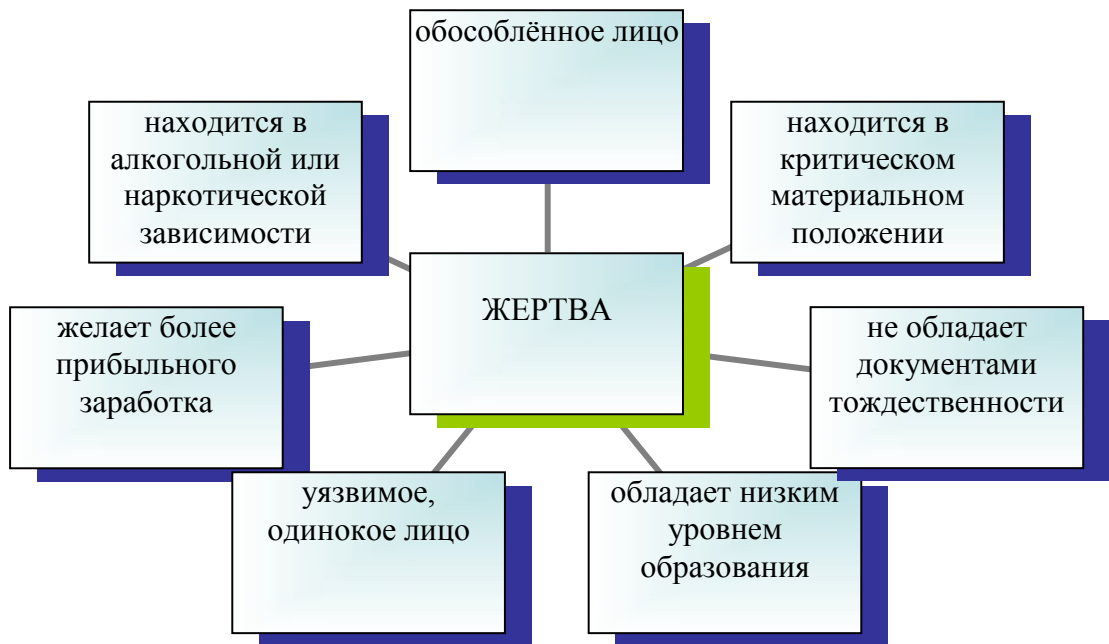 обособлённое лицо
находится в
алкогольной или
наркотической
зависимости
находится в
критическом
материальном
положении
ЖЕРТВА
желает более
прибыльного
заработка
не обладает
документами
тождественности
уязвимое,
одинокое лицо
обладает низким
уровнем
образования